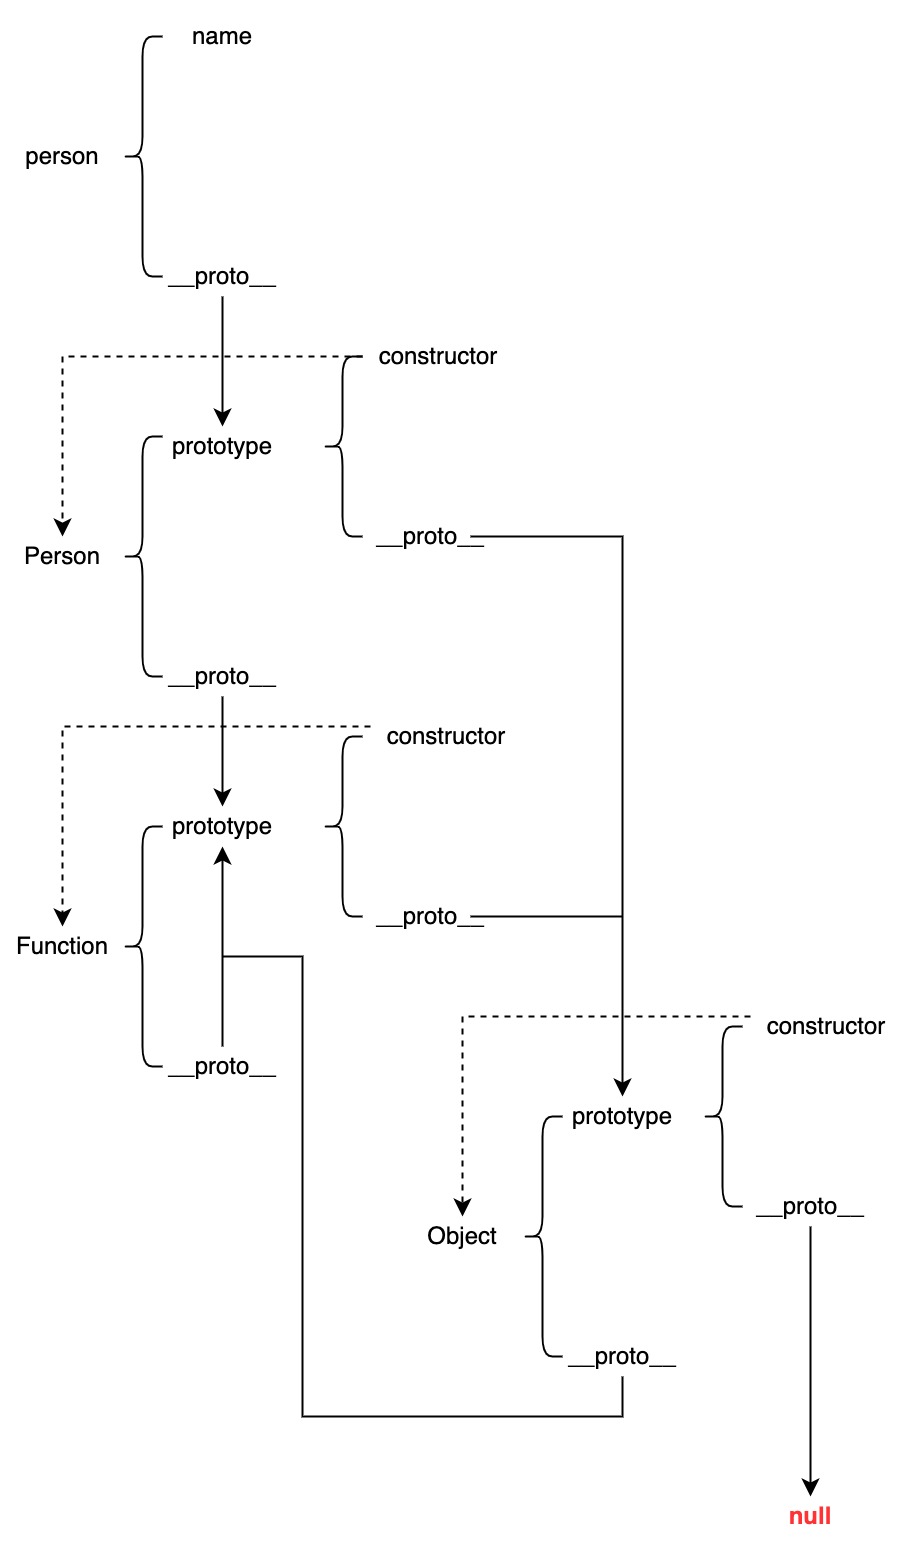 name
person
__proto__
constructor
prototype
__proto__
Person
__proto__
constructor
prototype
__proto__
Function
constructor
__proto__
prototype
__proto__
Object
__proto__
null